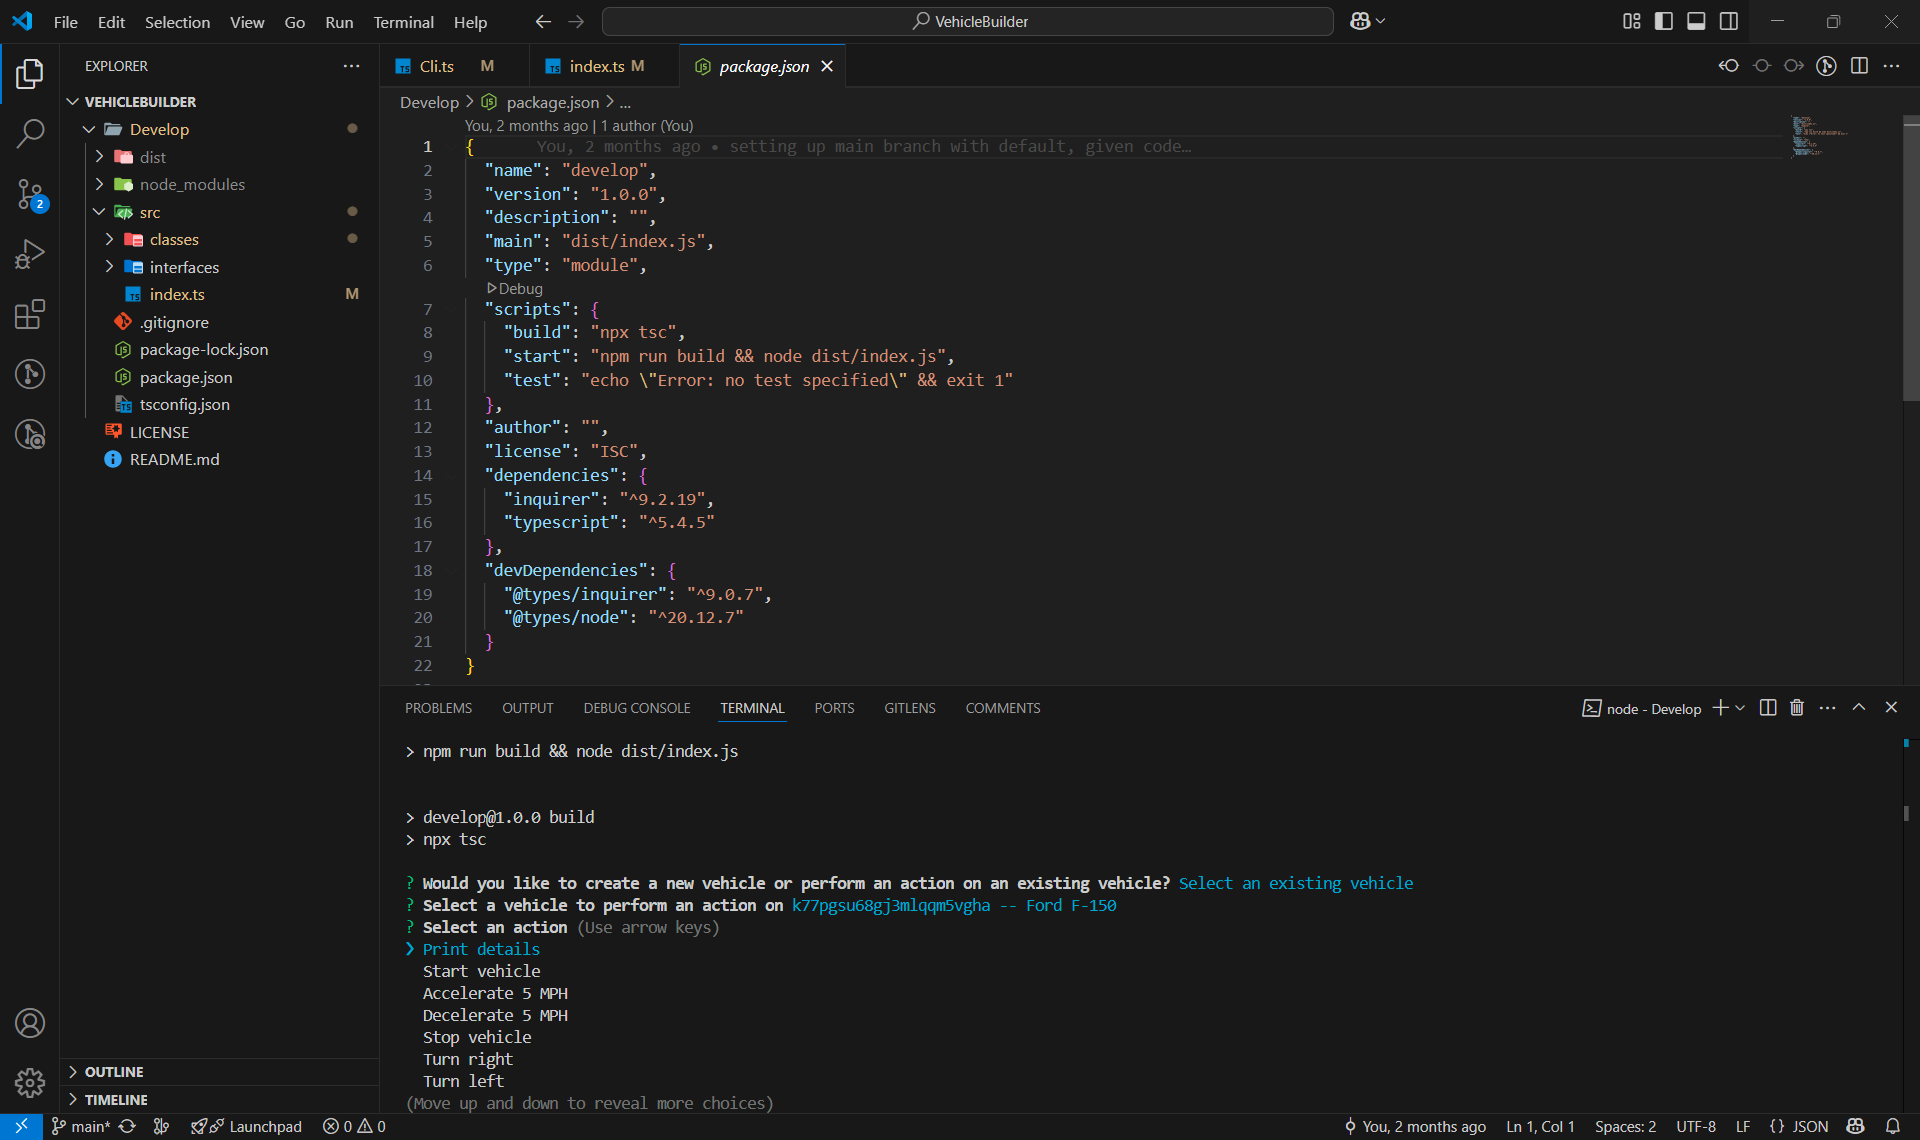 File Edit Selection View Go Run Terminal Help
VehicleBuilder
EXPLORER
VEHICLEBUILDER
Develop
dist
node_modules
src
classes
interfaces
index.ts M
.gitignore
package-lock.json
package.json
tsconfig.json
LICENSE
README.md
OUTLINE
TIMELINE
2
Cli.ts M index.ts M package.json
Develop > package.json > ...
You, 2 months ago | 1 author (You)
1 { You, 2 months ago • setting up main branch with default, given code…
2 "name": "develop",
3 "version": "1.0.0",
4 "description": "",
5 "main": "dist/index.js",
6 "type": "module",
Debug
7 "scripts": {
8 "build": "npx tsc",
9 "start": "npm run build && node dist/index.js",
10 "test": "echo \"Error: no test specified\" && exit 1"
11 },
12 "author": "",
13 "license": "ISC",
14 "dependencies": {
15 "inquirer": "^9.2.19",
16 "typescript": "^5.4.5"
17 },
18 "devDependencies": {
19 "@types/inquirer": "^9.0.7",
20 "@types/node": "^20.12.7"
21 }
22 }
PROBLEMS OUTPUT DEBUG CONSOLE TERMINAL PORTS GITLENS COMMENTS
node - Develop
> npm run build && node dist/index.js
> develop@1.0.0 build
> npx tsc
? Would you like to create a new vehicle or perform an action on an existing vehicle? Select an existing vehicle
? Select a vehicle to perform an action on k77pgsu68gj3mlqqm5vgha -- Ford F-150
? Select an action (Use arrow keys)
❯ Print details
Start vehicle
Accelerate 5 MPH
Decelerate 5 MPH
Stop vehicle
Turn right
Turn left
(Move up and down to reveal more choices)
main* Launchpad 0 0 You, 2 months ago Ln 1, Col 1 Spaces: 2 UTF-8 LF {} JSON